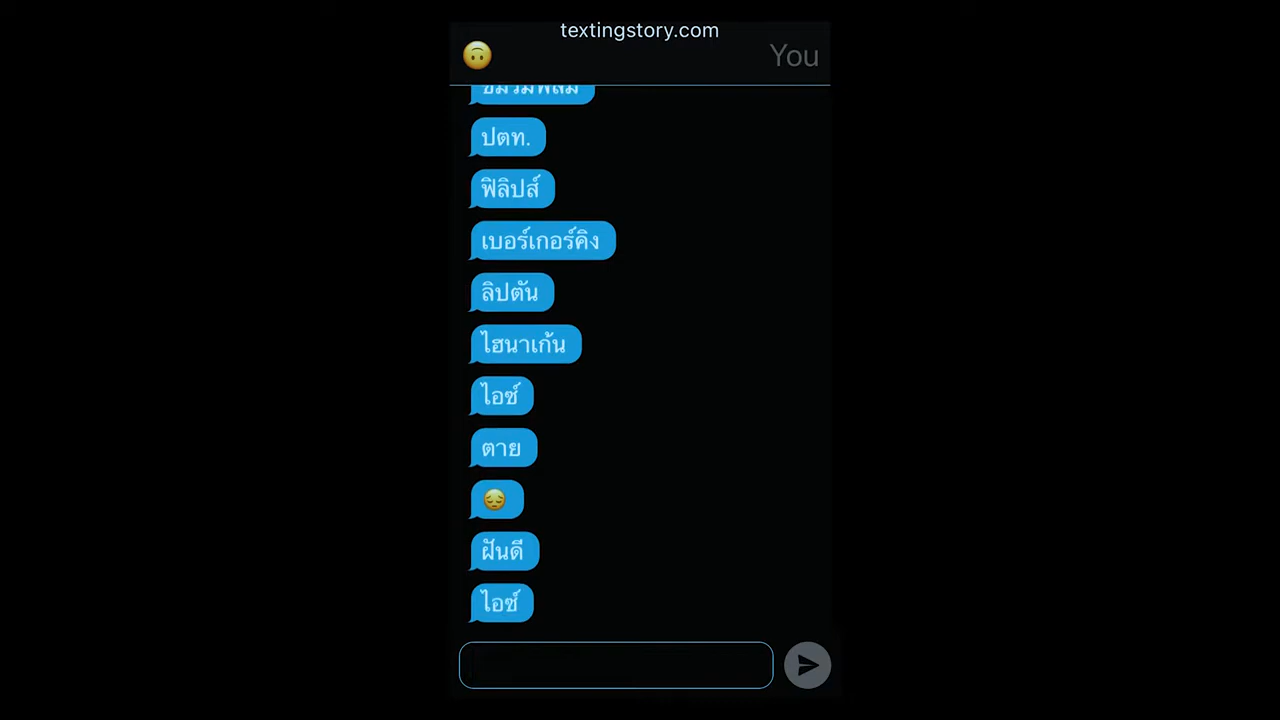 textingstory.com
You
ปตท.
ฟิลิปส์
เบอร์เกอร์คิง
ลิปตัน
ไฮนาเก้น
ไอซ์
ตาย
😔
ฝันดี
ไอซ์